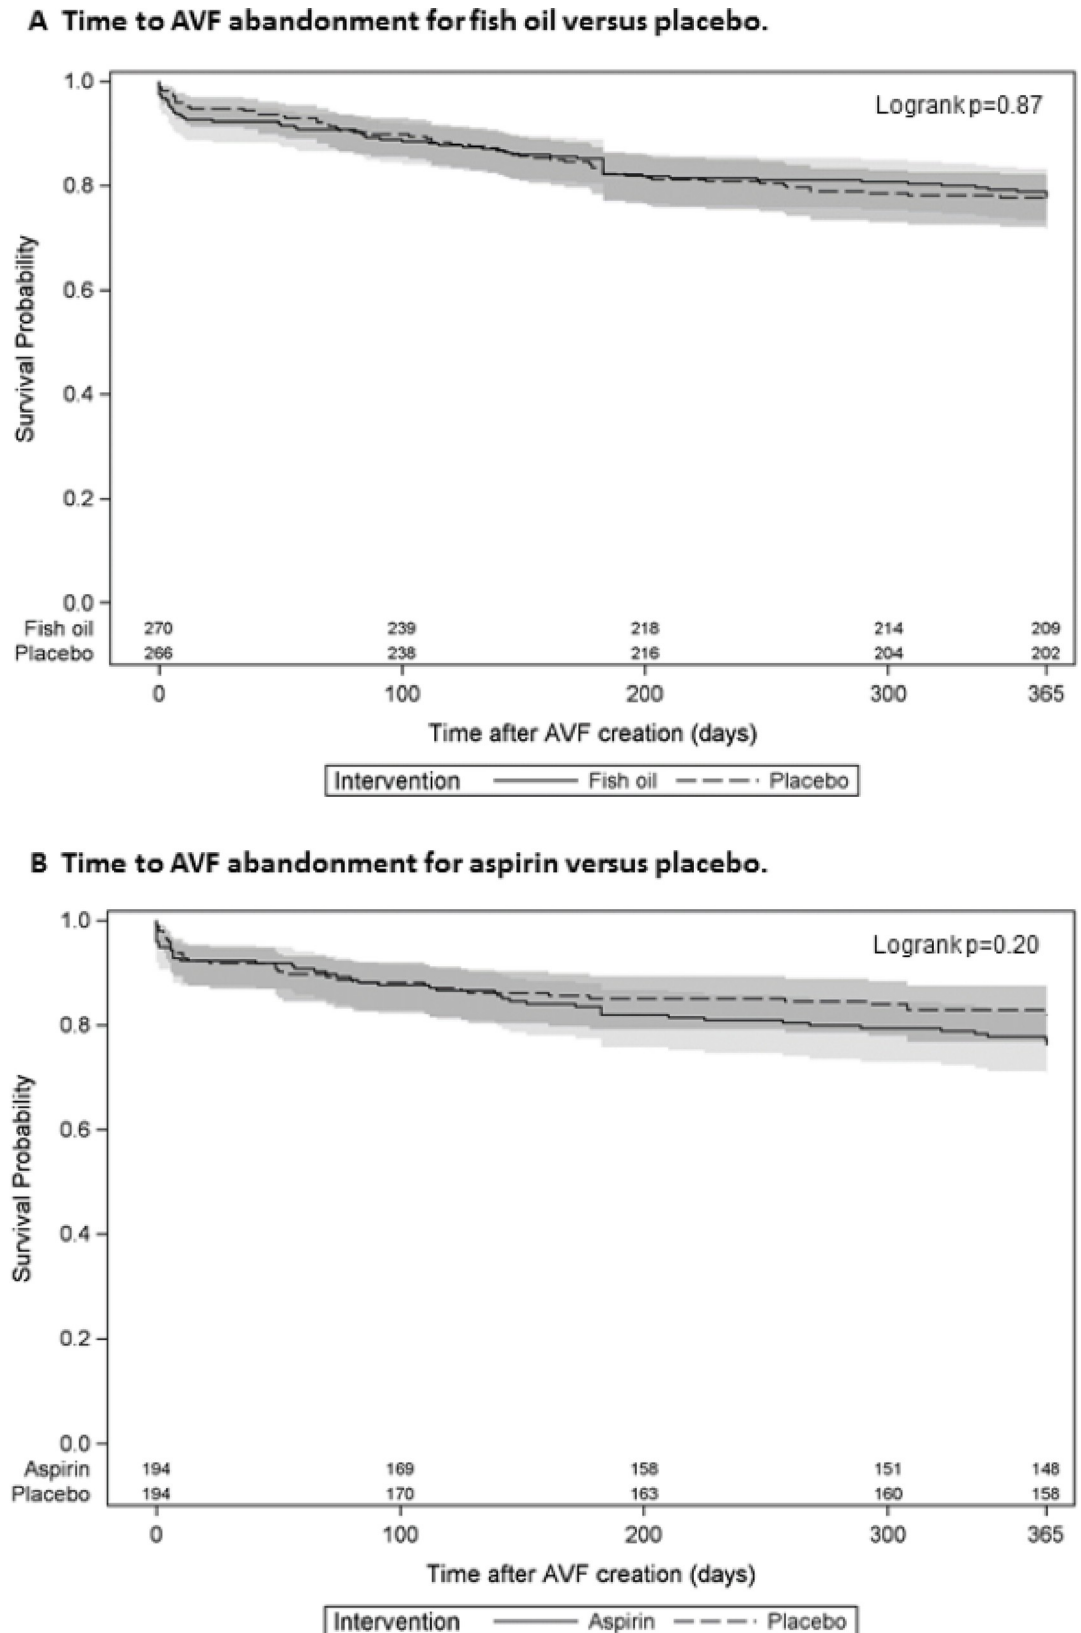 A Time to AVF abandonment for fish oil versus placebo.
Logrank p=0.87
Survival Probability
1.0
0.8
0.6
0.4
0.2
0.0
Fish oil 270 239 218 214 209
Placebo 266 238 216 204 202
0 100 200 300 365
Time after AVF creation (days)
Intervention Fish oil Placebo
B Time to AVF abandonment for aspirin versus placebo.
Logrank p=0.20
Survival Probability
1.0
0.8
0.6
0.4
0.2
0.0
Aspirin 194 169 158 151 148
Placebo 194 170 163 160 158
0 100 200 300 365
Time after AVF creation (days)
Intervention Aspirin Placebo